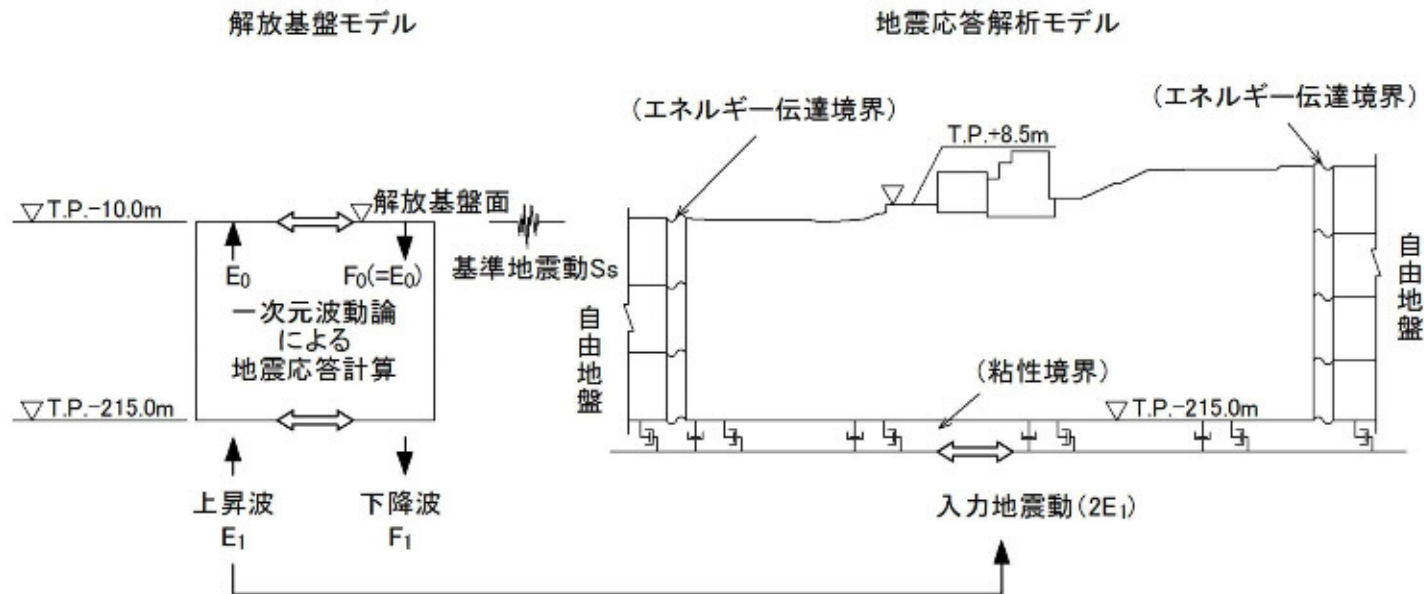 解放基盤モデル
地震応答解析モデル
(エネルギー伝達境界)
(エネルギー伝達境界)
T.P.+8.5m
T.P.-10.0m
解放基盤面
基準地震動Ss
E0
F0(=E0)
一次元波動論
による
地震応答計算
自由地盤
自由地盤
(粘性境界)
T.P.-215.0m
T.P.-215.0m
上昇波
E1
下降波
F1
入力地震動(2E1)